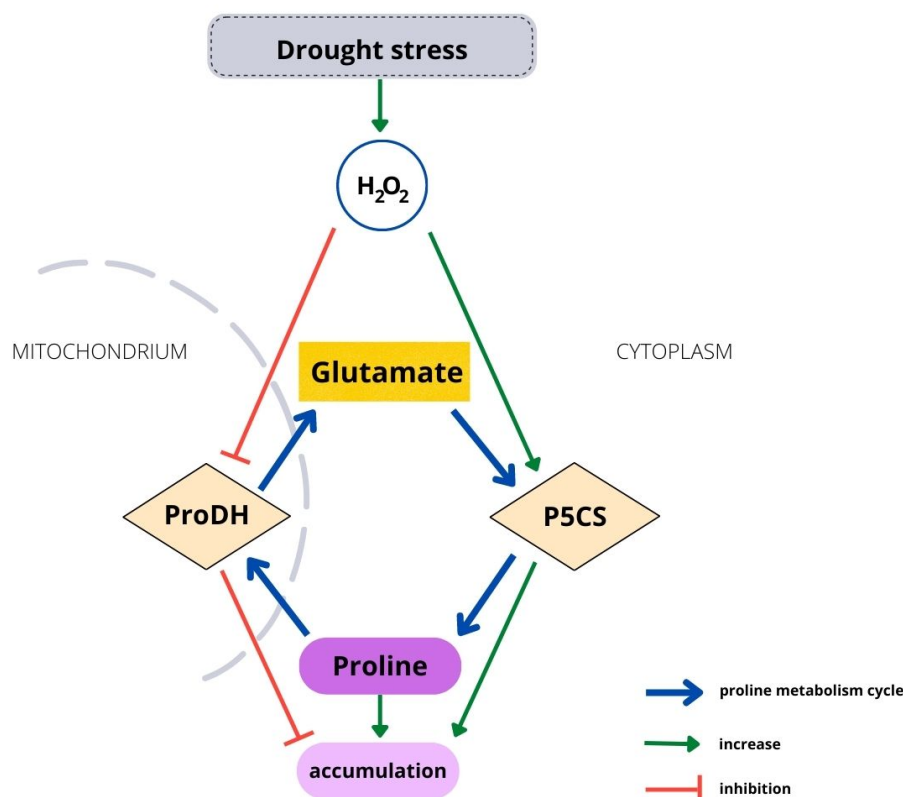 Drought stress
H₂O₂
MITOCHONDRIUM
CYTOPLASM
Glutamate
ProDH
P5CS
Proline
accumulation
proline metabolism cycle
increase
inhibition